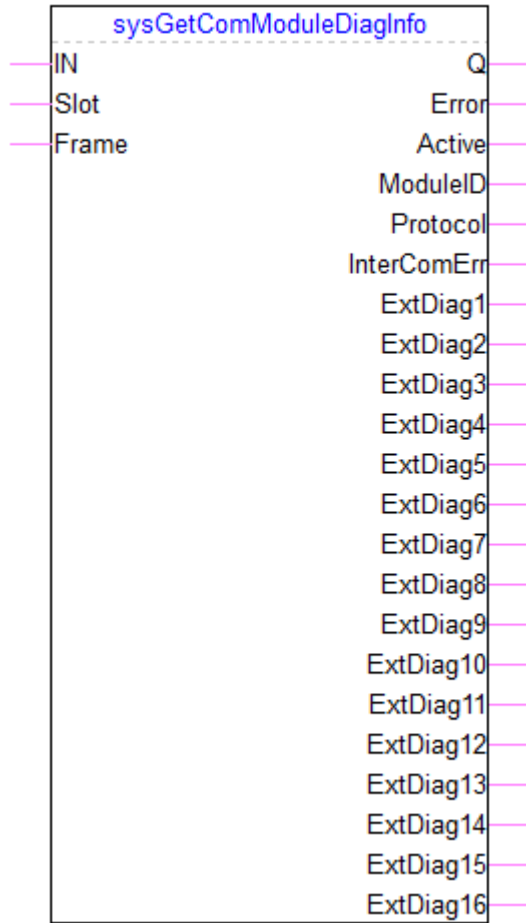 sysGetComModuleDiagInfo
IN Q
Slot Error
Frame Active
ModuleID
Protocol
InterComErr
ExtDiag1
ExtDiag2
ExtDiag3
ExtDiag4
ExtDiag5
ExtDiag6
ExtDiag7
ExtDiag8
ExtDiag9
ExtDiag10
ExtDiag11
ExtDiag12
ExtDiag13
ExtDiag14
ExtDiag15
ExtDiag16